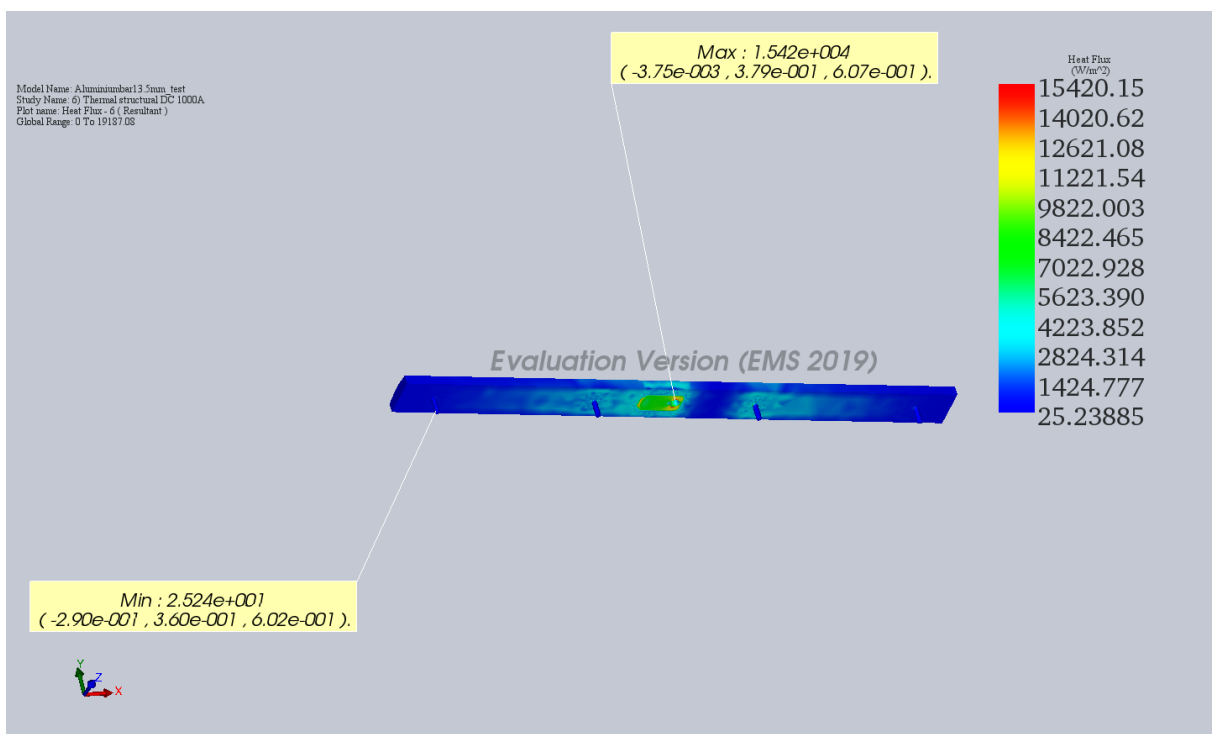 Max : 1.542e+004
( -3.75e-003 , 3.79e-001 , 6.07e-001 ).
Model Name: Aluminiumbar13.5mm_test
Study Name: 6) Thermal structural DC 1000A
Plot name: Heat Flux - 6 ( Resultant )
Global Range: 0 To 19187.08
Heat Flux
(W/m^2)
15420.15
14020.62
12621.08
11221.54
9822.003
8422.465
7022.928
5623.390
4223.852
2824.314
1424.777
25.23885
Evaluation Version (EMS 2019)
Min : 2.524e+001
( -2.90e-001 , 3.60e-001 , 6.02e-001 ).
Y
Z
X